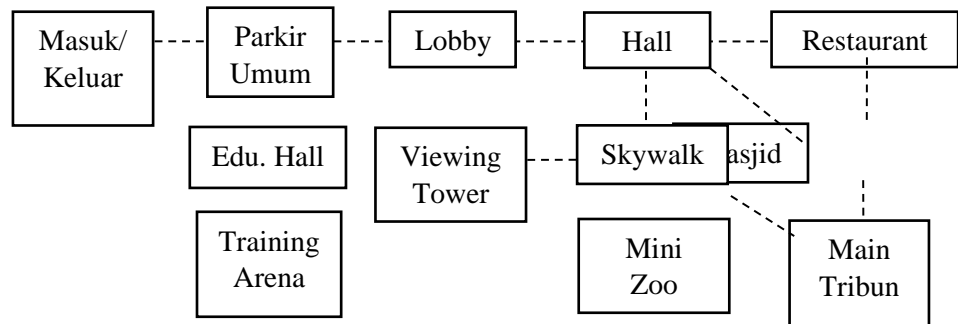 Masuk/
Keluar
Parkir
Umum
Lobby
Hall
Restaurant
Edu. Hall
Viewing
Tower
Skywalk
asjid
Training
Arena
Mini
Zoo
Main
Tribun